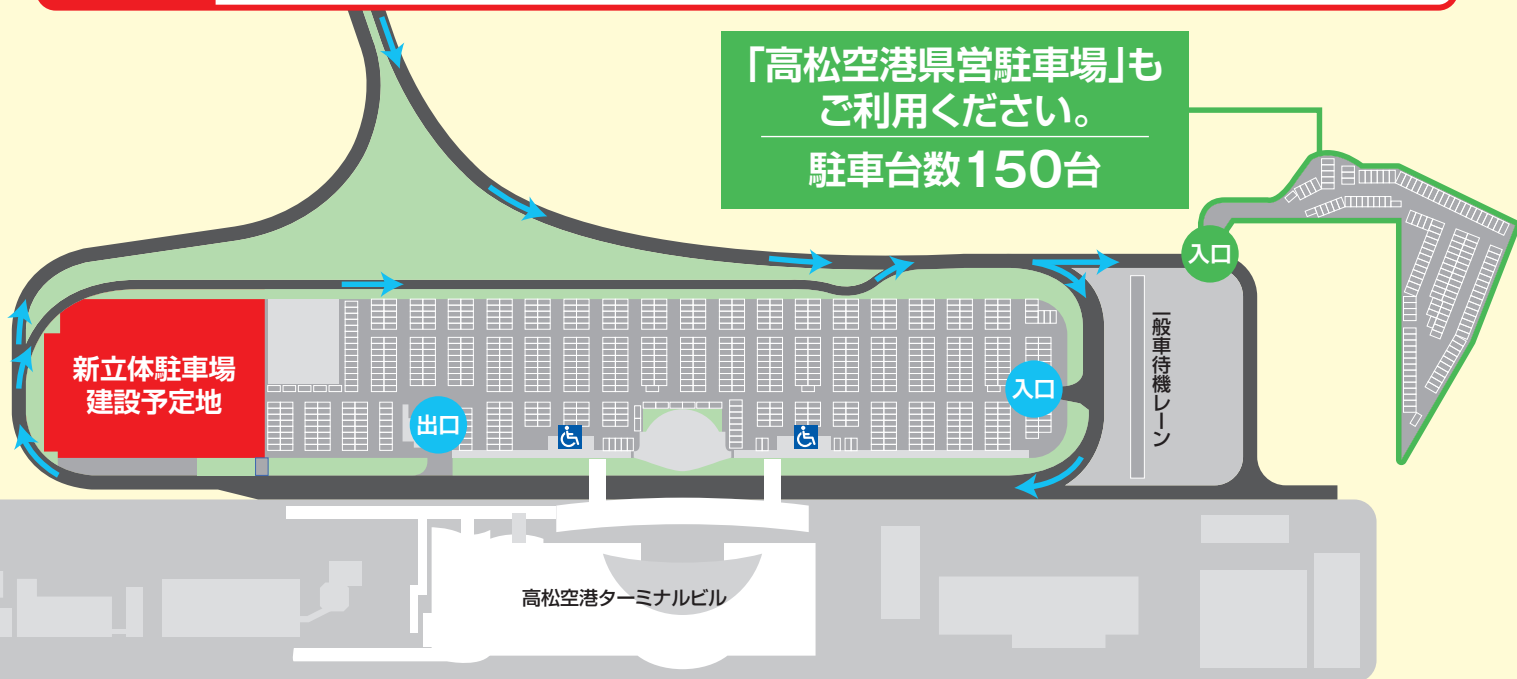 「高松空港県営駐車場」も
ご利用ください。
駐車台数150台
入口
一般車待機レーン
新立体駐車場
建設予定地
入口
出口
高松空港ターミナルビル